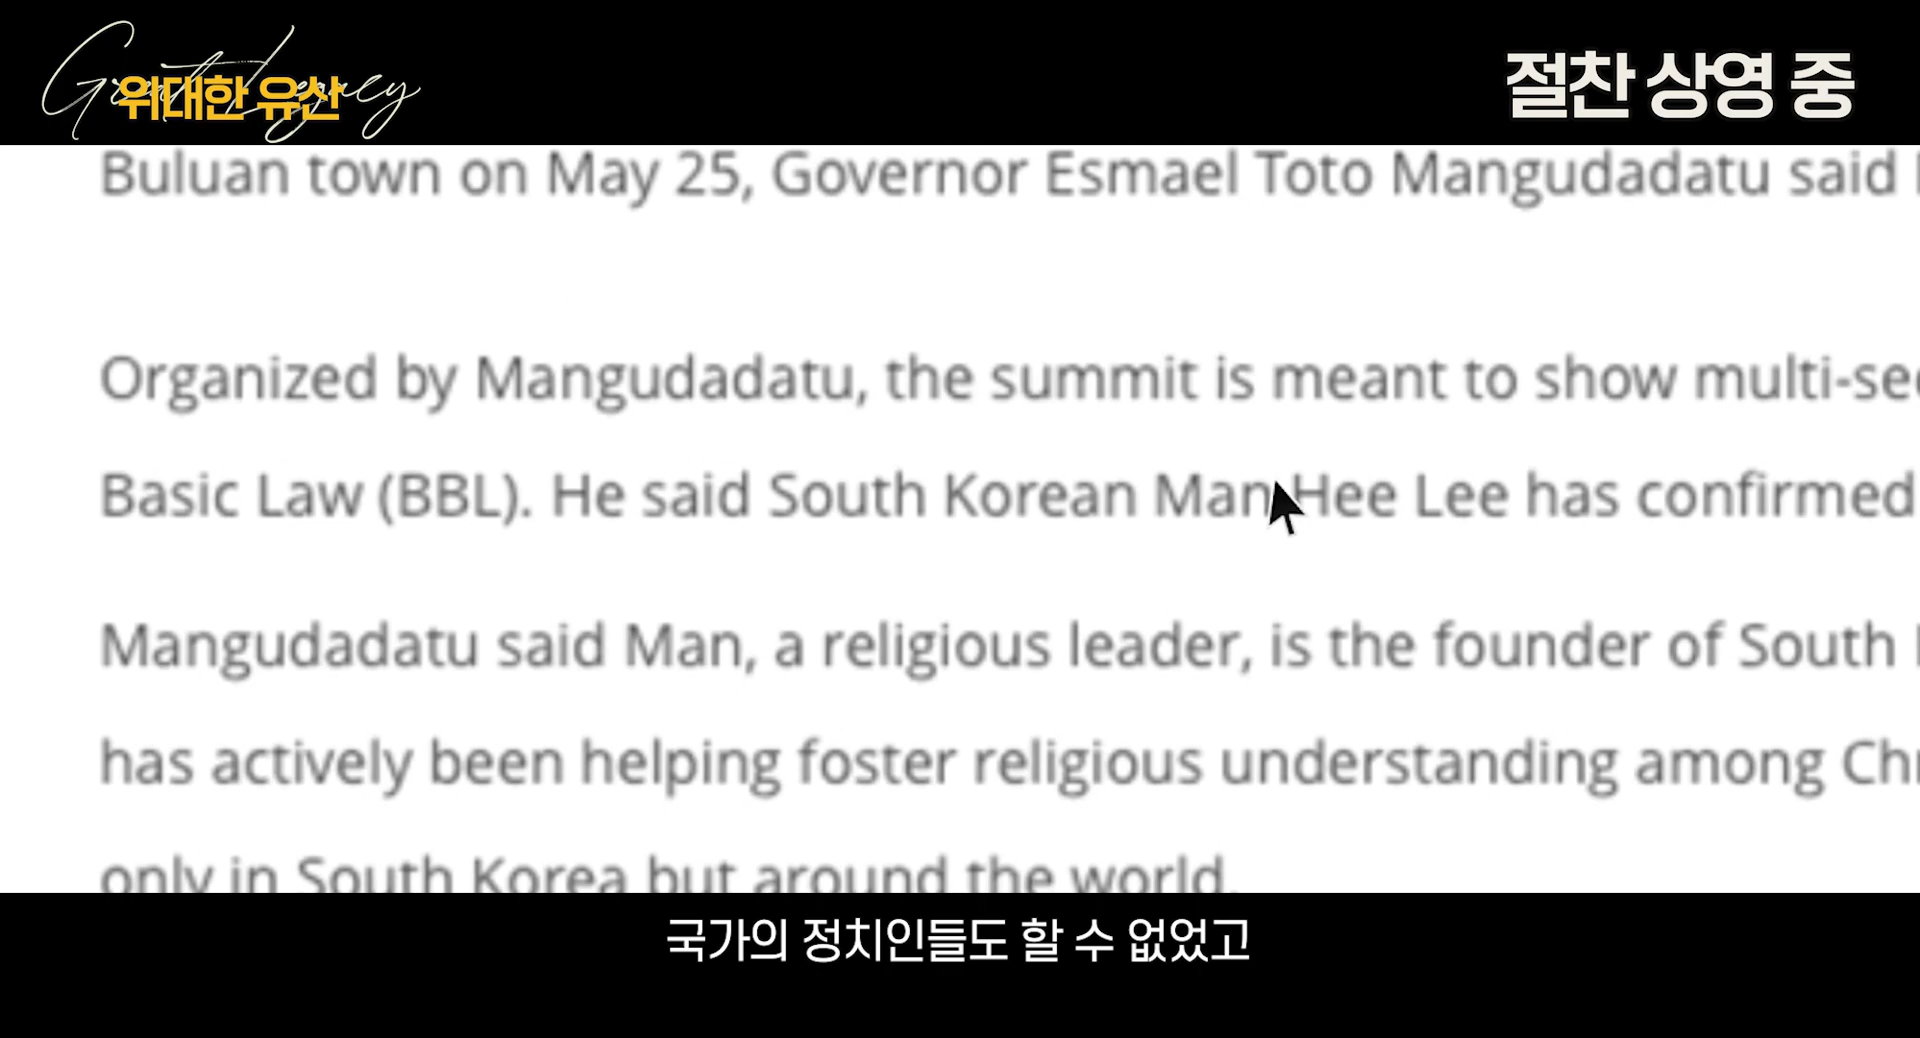 Great Legacy
위대한 유산
절찬 상영 중
Buluan town on May 25, Governor Esmael Toto Mangudadatu said
Organized by Mangudadatu, the summit is meant to show
Basic Law (BBL). He said South Korean Man Hee Lee has confirmed
Mangudadatu said Man, a religious leader, is the founder of South
has actively been helping foster religious understanding among
only in South Korea but around the world.
국가의 정치인들도 할 수 없었고